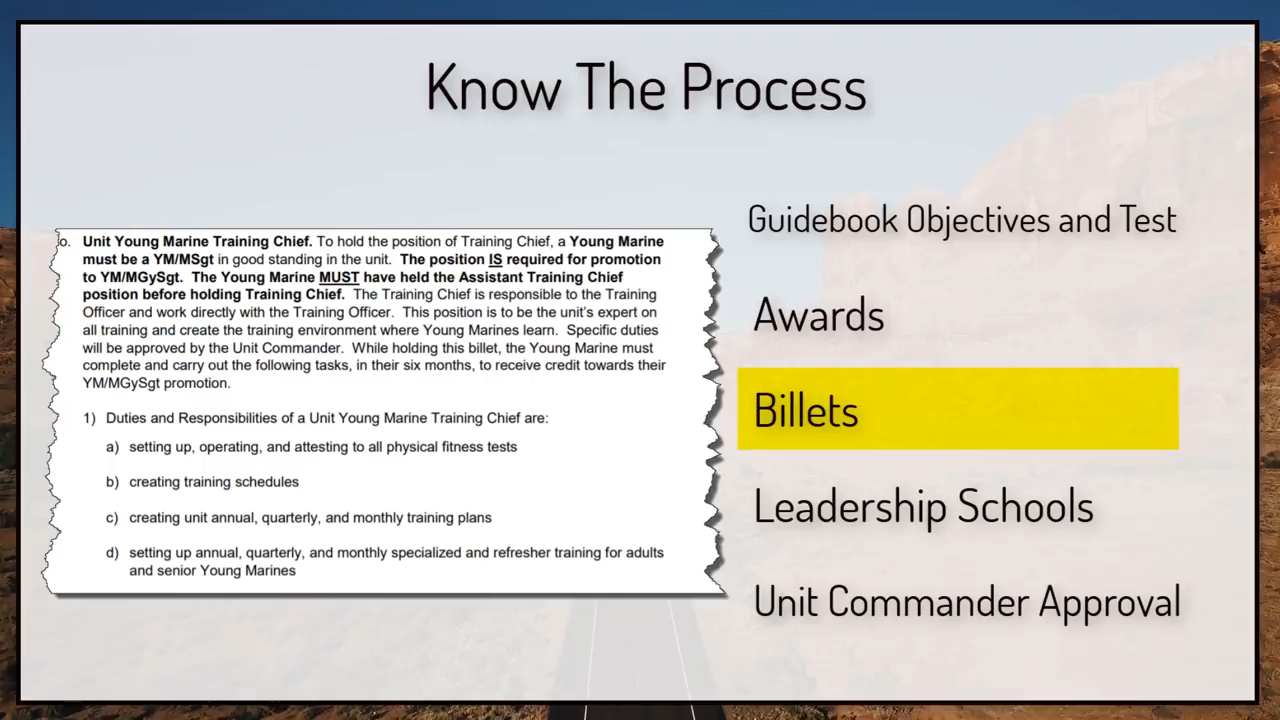 Know The Process
o. Unit Young Marine Training Chief. To hold the position of Training Chief, a Young Marine
must be a YM/MSgt in good standing in the unit. The position IS required for promotion
to YM/MGySgt. The Young Marine MUST have held the Assistant Training Chief
position before holding Training Chief. The Training Chief is responsible to the Training
Officer and work directly with the Training Officer. This position is to be the unit's expert on
all training and create the training environment where Young Marines learn. Specific duties
will be approved by the Unit Commander. While holding this billet, the Young Marine must
complete and carry out the following tasks, in their six months, to receive credit towards their
YM/MGySgt promotion.
1) Duties and Responsibilities of a Unit Young Marine Training Chief are:
a) setting up, operating, and attesting to all physical fitness tests
b) creating training schedules
c) creating unit annual, quarterly, and monthly training plans
d) setting up annual, quarterly, and monthly specialized and refresher training for adults
and senior Young Marines
Guidebook Objectives and Test
Awards
Billets
Leadership Schools
Unit Commander Approval